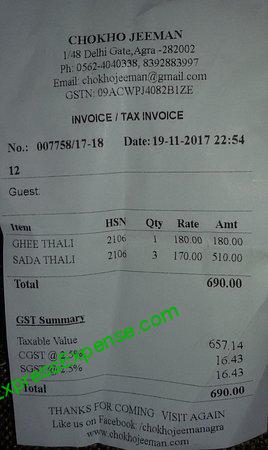 CHOKHO JEEMAN
1/48 Delhi Gate,Agra -282002
Ph: 0562-4040338, 8392883997
Email: chokhojeeman@gmail.com
GSTN: 09ACWPJ4082B1ZE
INVOICE / TAX INVOICE
No.: 007758/17-18 Date: 19-11-2017 22:54
12
Guest:
Item HSN Qty Rate Amt
GHEE THALI 2106 1 180.00 180.00
SADA THALI 2106 3 170.00 510.00
Total 690.00
GST Summary
Taxable Value 657.14
CGST @ 2.5% 16.43
SGST @ 2.5% 16.43
Total 690.00
THANKS FOR COMING VISIT AGAIN
Like us on Facebook: /chokhojeemanagra
www.chokhojeeman.com
expressExpense.com